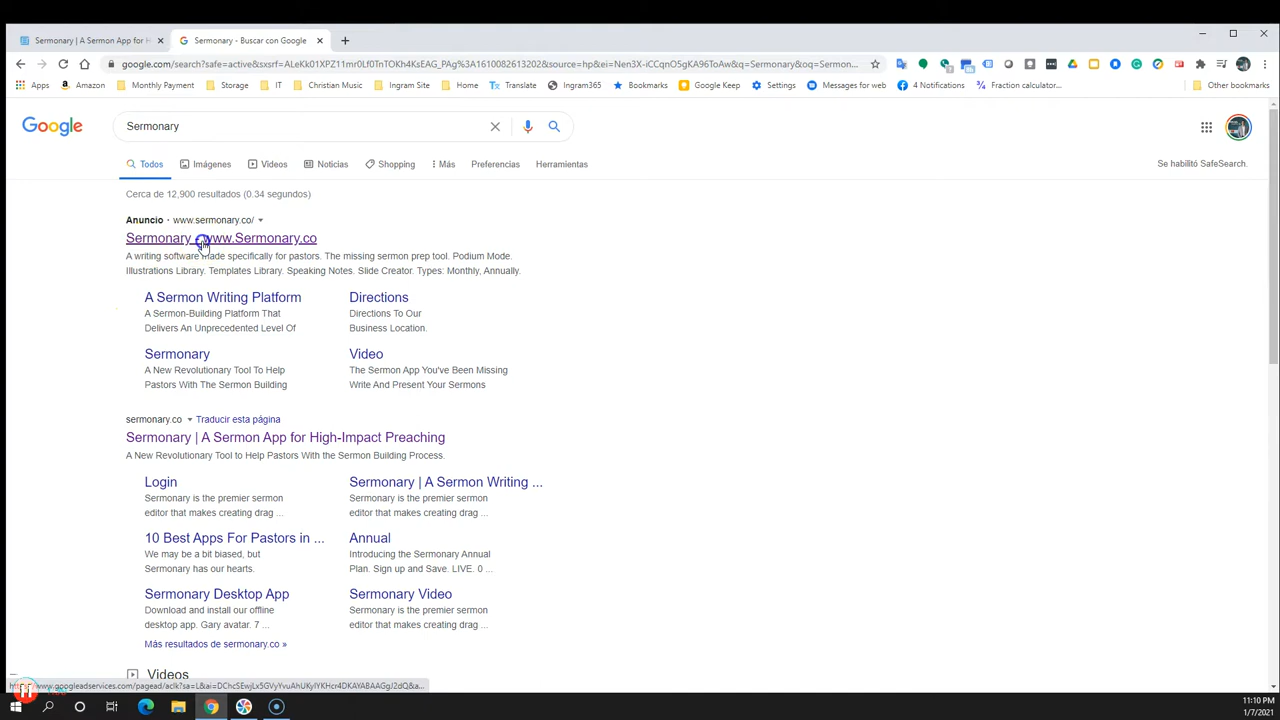 Sermonary | A Sermon App for H
Sermonary - Buscar con Google
google.com/search?safe=active&sxsrf=ALeKk01XPZ11mr0Lf0TnTOKh4KsEAG_PAg%3A1610082613202&source=hp&ei=Nen3X-iCCqnO5gKA96ToAw&q=Sermonary&oq=Sermon...
Apps Amazon Monthly Payment Storage IT Christian Music Ingram Site Home Translate Ingram365 Bookmarks Google Keep Settings Messages for web 4 Notifications Fraction calculator... Other bookmarks
Google
Sermonary
Todos Imágenes Videos Noticias Shopping Más Preferencias Herramientas
Se habilitó SafeSearch.
Cerca de 12,900 resultados (0.34 segundos)
Anuncio · www.sermonary.co/
Sermonary - www.Sermonary.co
A writing software made specifically for pastors. The missing sermon prep tool. Podium Mode.
Illustrations Library. Templates Library. Speaking Notes. Slide Creator. Types: Monthly, Annually.
A Sermon Writing Platform
A Sermon-Building Platform That
Delivers An Unprecedented Level Of
Directions
Directions To Our
Business Location.
Sermonary
A New Revolutionary Tool To Help
Pastors With The Sermon Building
Video
The Sermon App You've Been Missing
Write And Present Your Sermons
sermonary.co Traducir esta página
Sermonary | A Sermon App for High-Impact Preaching
A New Revolutionary Tool to Help Pastors With the Sermon Building Process.
Login
Sermonary is the premier sermon
editor that makes creating drag ...
Sermonary | A Sermon Writing ...
Sermonary is the premier sermon
editor that makes creating drag ...
10 Best Apps For Pastors in ...
We may be a bit biased, but
Sermonary has our hearts.
Annual
Introducing the Sermonary Annual
Plan. Sign up and Save. LIVE. 0 ...
Sermonary Desktop App
Download and install our offline
desktop app. Gary avatar. 7 ...
Sermonary Video
Sermonary is the premier sermon
editor that makes creating drag ...
Más resultados de sermonary.co »
Videos
11:10 PM
1/7/2021